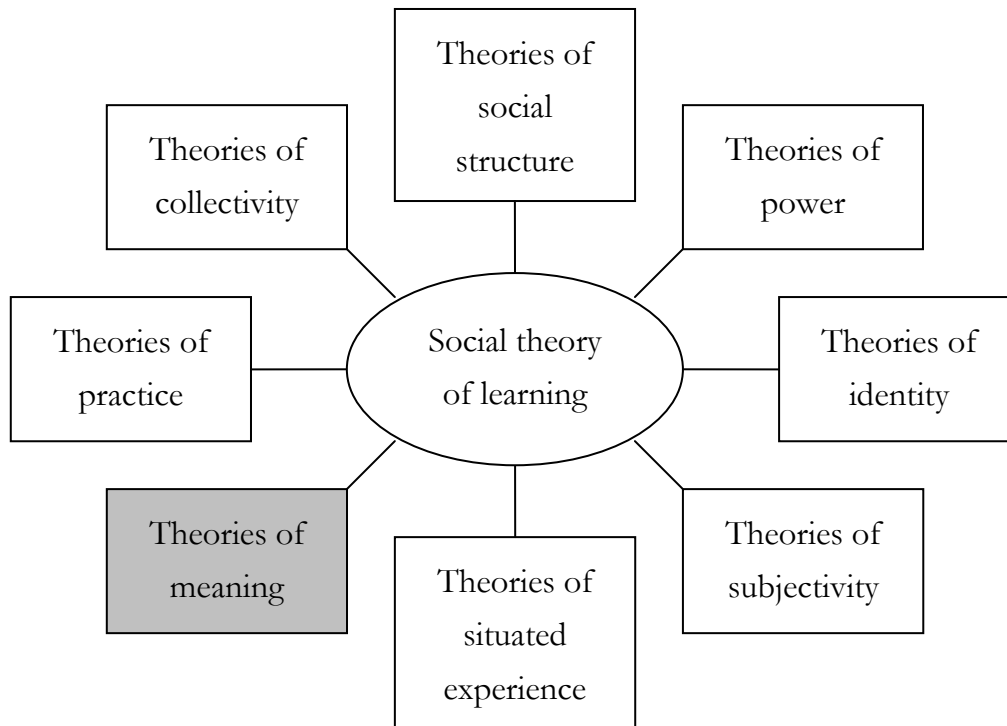 Theories of
social
structure
Theories of
collectivity
Theories of
power
Theories of
practice
Social theory
of learning
Theories of
identity
Theories of
meaning
Theories of
situated
experience
Theories of
subjectivity